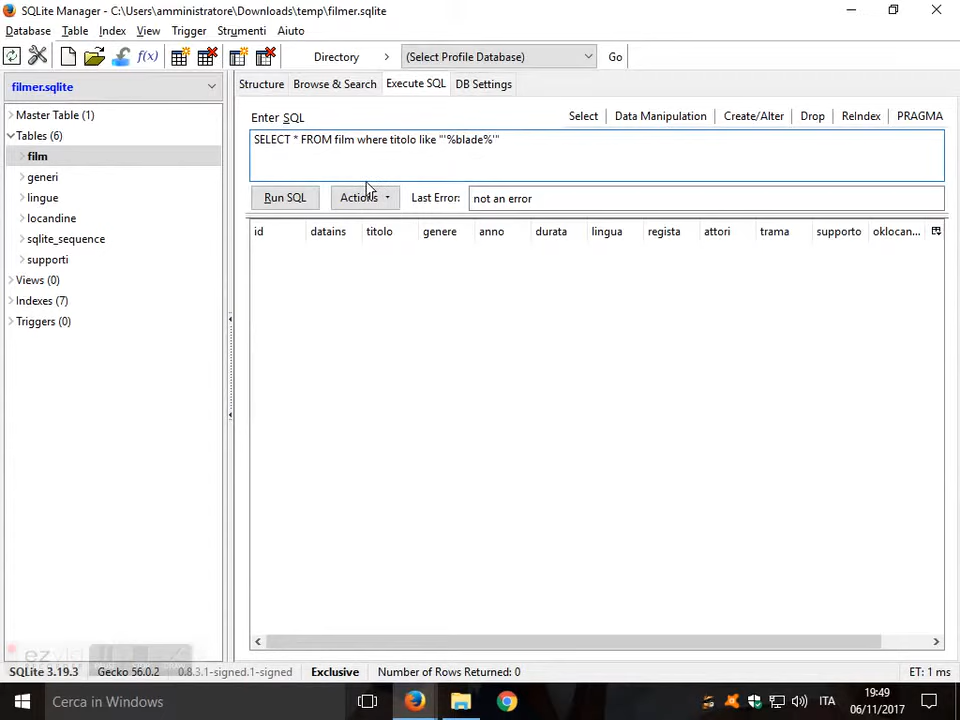 SQLite Manager - C:\Users\amministratore\Downloads\temp\filmer.sqlite
Database Table Index View Trigger Strumenti Aiuto
f(x) Directory (Select Profile Database) Go
filmer.sqlite
Structure Browse & Search Execute SQL DB Settings
Master Table (1)
Tables (6)
film
generi
lingue
locandine
sqlite_sequence
supporti
Views (0)
Indexes (7)
Triggers (0)
Enter SQL Select Data Manipulation Create/Alter Drop ReIndex PRAGMA
SELECT * FROM film where titolo like "'%blade%'"
Run SQL Actions Last Error: not an error
id datains titolo genere anno durata lingua regista attori trama supporto oklocan...
SQLite 3.19.3 Gecko 56.0.2 0.8.3.1-signed.1-signed Exclusive Number of Rows Returned: 0 ET: 1 ms
Cerca in Windows ITA 19:49
06/11/2017